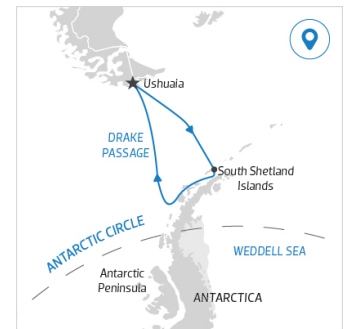 Ushuaia
DRAKE
PASSAGE
South Shetland
Islands
ANTARCTIC CIRCLE
WEDDELL SEA
Antarctic
Peninsula
ANTARCTICA